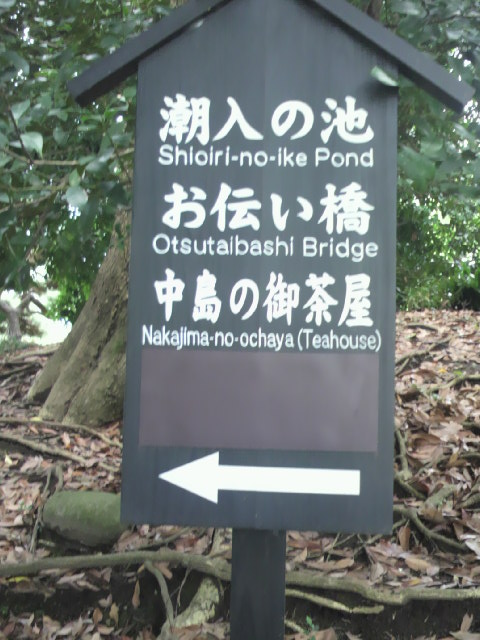 潮入の池
Shioiri-no-ike Pond
お伝い橋
Otsutaibashi Bridge
中島の御茶屋
Nakajima-no-ochaya (Teahouse)